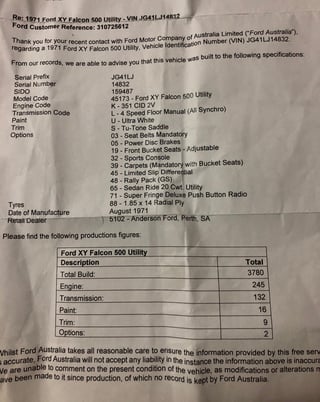 Re: 1971 Ford XY Falcon 500 Utility - VIN JG41LJ14832
Ford Customer Reference: 310725612
Thank you for your recent contact with Ford Motor Company of Australia Limited ("Ford Australia"),
regarding a 1971 Ford XY Falcon 500 Utility, Vehicle Identification Number (VIN) JG41LJ14832.
From our records, we are able to advise you that this vehicle was built to the following specifications:
Serial Prefix JG41LJ
Serial Number 14832
SIDO 159487
Model Code 45173 - Ford XY Falcon 500 Utility
Engine Code K - 351 CID 2V
Transmission Code L - 4 Speed Floor Manual (All Synchro)
Paint U - Ultra White
Trim S - Tu-Tone Saddle
Options 03 - Seat Belts Mandatory
05 - Power Disc Brakes
19 - Front Bucket Seats - Adjustable
32 - Sports Console
39 - Carpets (Mandatory with Bucket Seats)
45 - Limited Slip Differential
48 - Rally Pack (GS)
65 - Sedan Ride 20 Cwt. Utility
71 - Super Fringe Deluxe Push Button Radio
Tyres 88 - 1.85 x 14 Radial Ply
Date of Manufacture August 1971
Retail Dealer 5102 - Anderson Ford, Perth, SA
Please find the following productions figures:
Ford XY Falcon 500 Utility
Description Total
Total Build: 3780
Engine: 245
Transmission: 132
Paint: 16
Trim: 9
Options: 2
Whilst Ford Australia takes all reasonable care to ensure the information provided by this free serv
s accurate, Ford Australia will not accept any liability in the instance the information above is inaccura
We are unable to comment on the present condition of the vehicle, as modifications or alterations m
ave been made to it since production, of which no record is kept by Ford Australia.